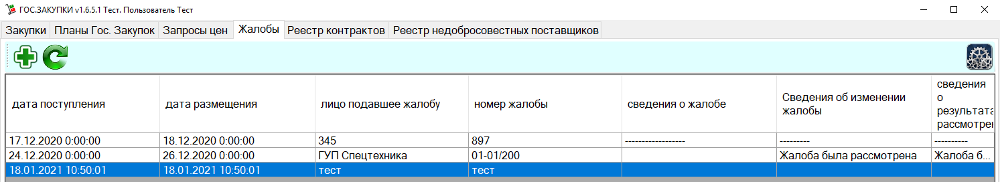 ГОС.ЗАКУПКИ v1.6.5.1 Тест. Пользователь Тест
Закупки Планы Гос. Закупок Запросы цен Жалобы Реестр контрактов Реестр недобросовестных поставщиков
дата поступления дата размещения лицо подавшее жалобу номер жалобы сведения о жалобе Сведения об изменении жалобы сведения о результата рассмотрен
17.12.2020 0:00:00 18.12.2020 0:00:00 345 897 ------------------ --------- ----------
24.12.2020 0:00:00 26.12.2020 0:00:00 ГУП Спецтехника 01-01/200 Жалоба была рассмотрена Жалоба б...
18.01.2021 10:50:01 18.01.2021 10:50:01 тест тест